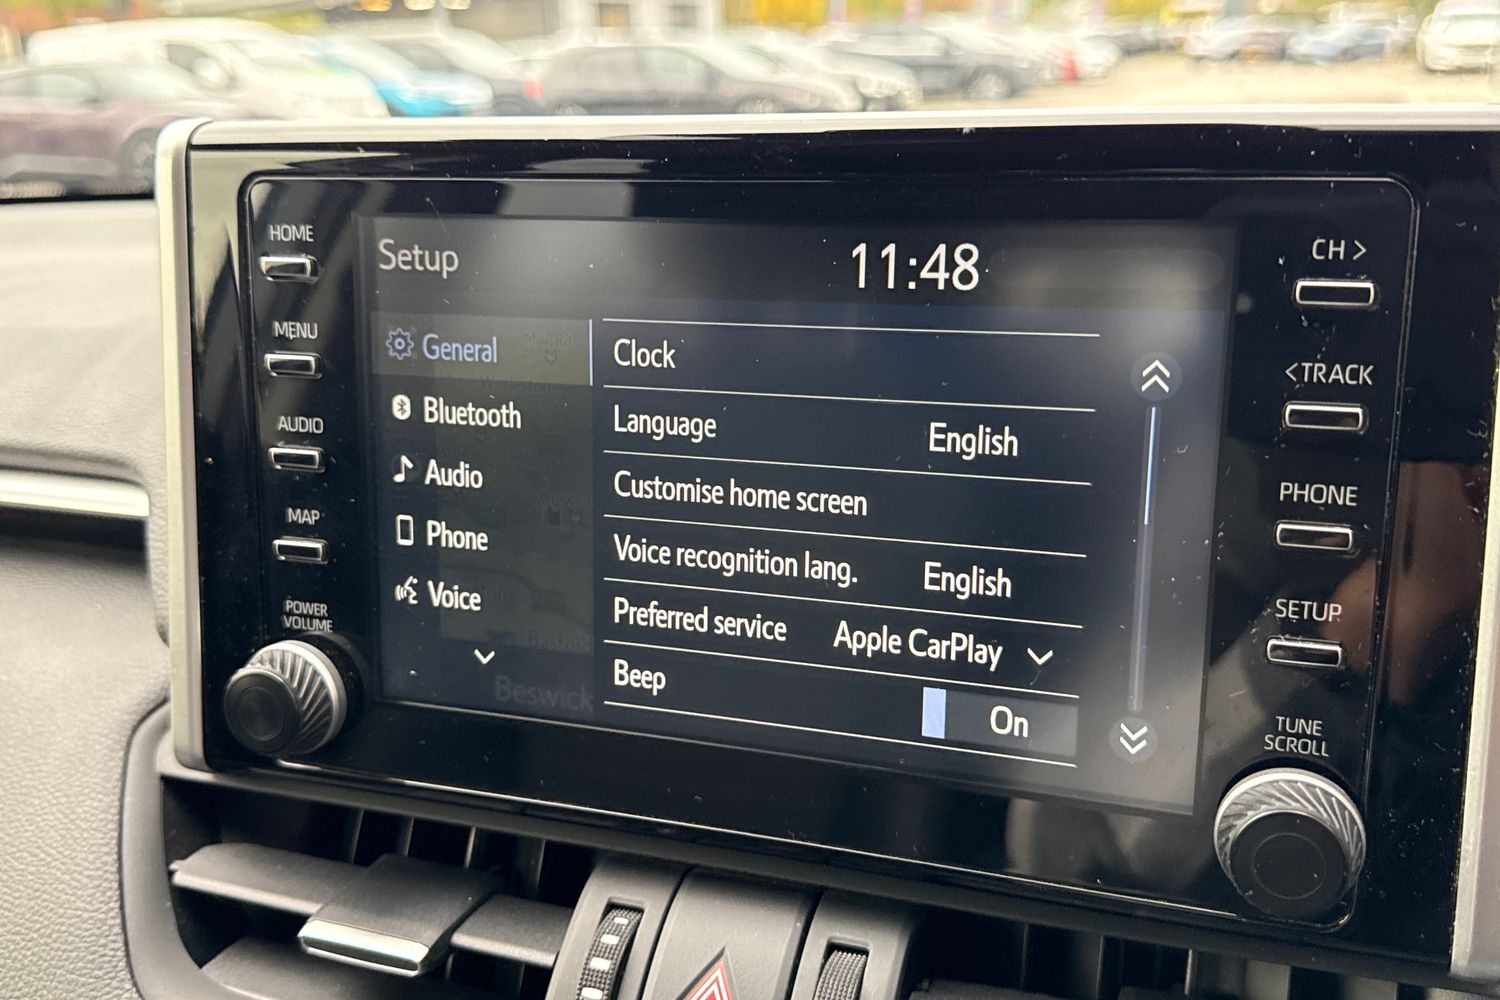 HOME
MENU
AUDIO
MAP
POWER
VOLUME
Setup
11:48
General
Bluetooth
Audio
Phone
Voice
Beswick
Clock
Language English
Customise home screen
Voice recognition lang. English
Preferred service Apple CarPlay
Beep On
CH >
< TRACK
PHONE
SETUP
TUNE
SCROLL